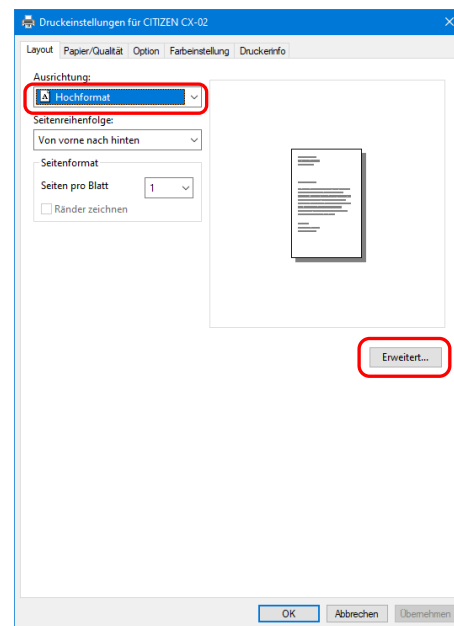 Druckeinstellungen für CITIZEN CX-02
Layout Papier/Qualität Option Farbeinstellung Druckerinfo
Ausrichtung:
Hochformat
Seitenreihenfolge:
Von vorne nach hinten
Seitenformat
Seiten pro Blatt 1
Ränder zeichnen
Erweitert...
OK Abbrechen Übernehmen